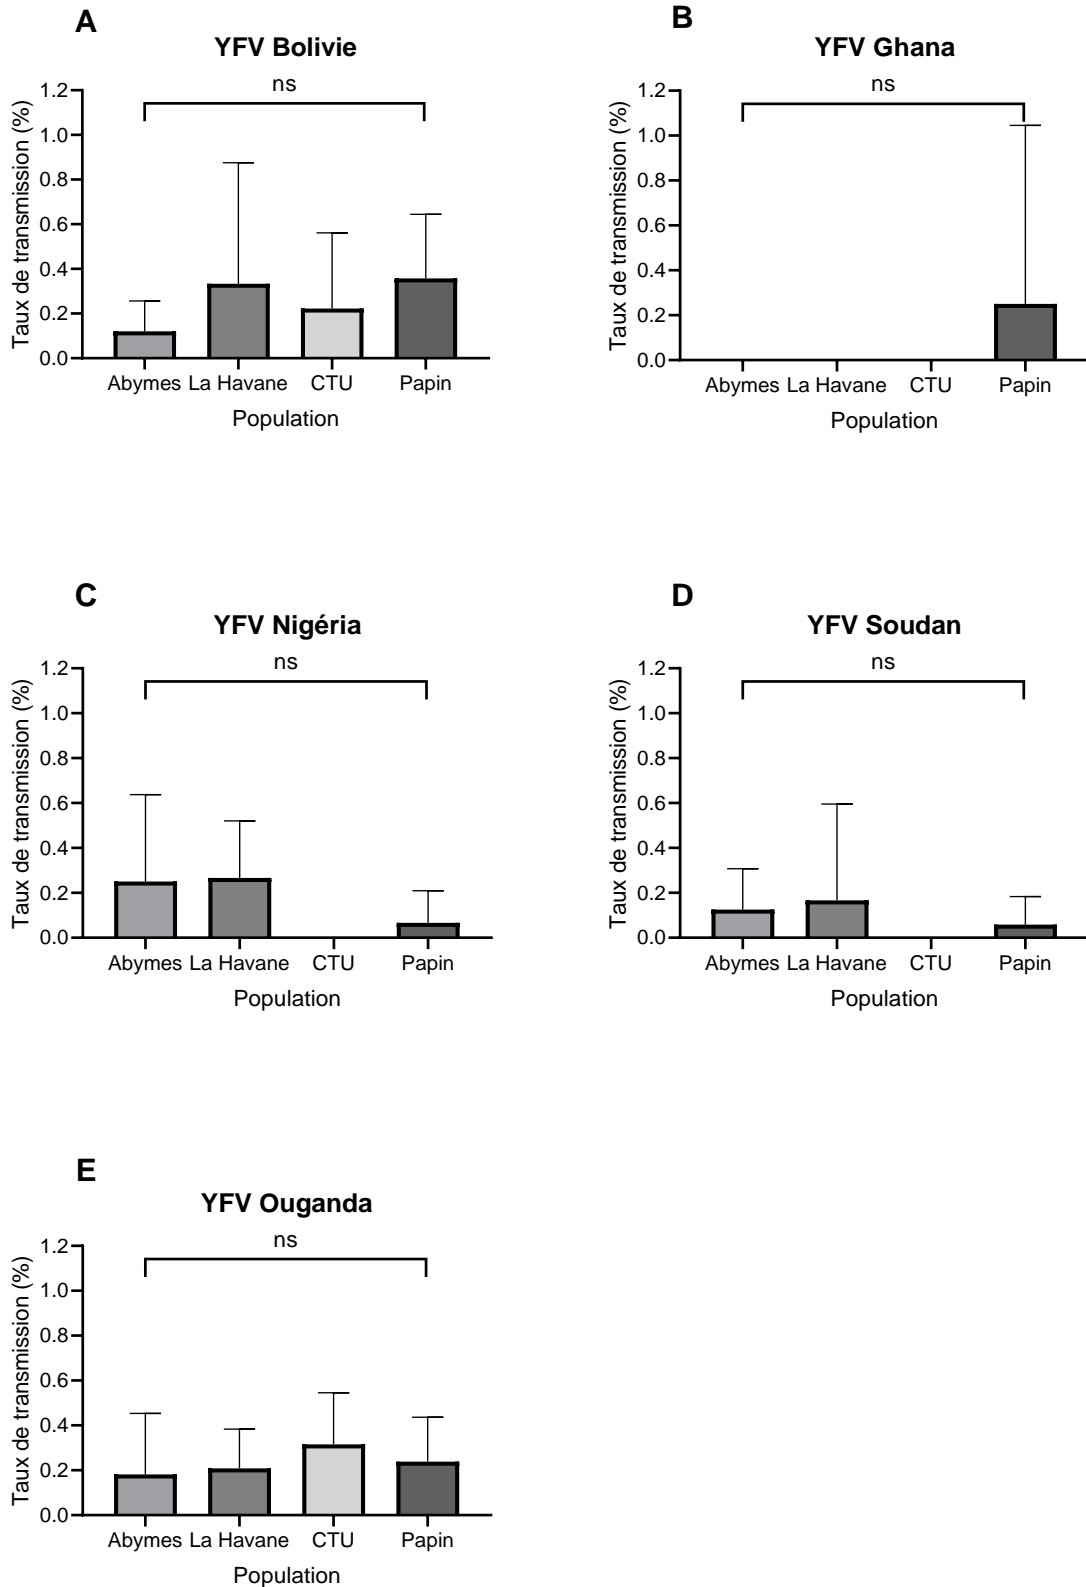 A
YFV Bolivie
ns
Taux de transmission (%)
1.2
1.0
0.8
0.6
0.4
0.2
0.0
Abymes La Havane CTU Papin
Population
B
YFV Ghana
ns
Taux de transmission (%)
1.2
1.0
0.8
0.6
0.4
0.2
0.0
Abymes La Havane CTU Papin
Population
C
YFV Nigéria
ns
Taux de transmission (%)
1.2
1.0
0.8
0.6
0.4
0.2
0.0
Abymes La Havane CTU Papin
Population
D
YFV Soudan
ns
Taux de transmission (%)
1.2
1.0
0.8
0.6
0.4
0.2
0.0
Abymes La Havane CTU Papin
Population
E
YFV Ouganda
ns
Taux de transmission (%)
1.2
1.0
0.8
0.6
0.4
0.2
0.0
Abymes La Havane CTU Papin
Population